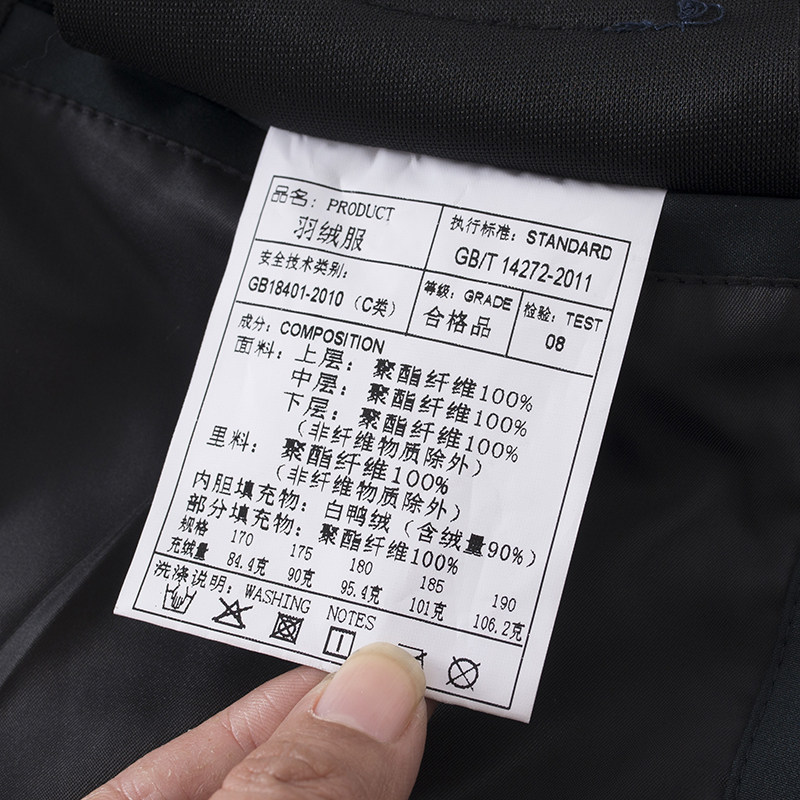 品名: PRODUCT
羽绒服
执行标准: STANDARD
GB/T 14272-2011
安全技术类别:
GB18401-2010 (C类)
等级: GRADE
合格品
检验: TEST
08
成分: COMPOSITION
面料: 上层: 聚酯纤维100%
中层: 聚酯纤维100%
下层: 聚酯纤维100%
(非纤维物质除外)
里料: 聚酯纤维100%
(非纤维物质除外)
内胆填充物: 白鸭绒 (含绒量90%)
部分填充物: 聚酯纤维100%
规格 170 175 180 185 190
充绒量 84.4克 90克 95.4克 101克 106.2克
洗涤说明: WASHING NOTES